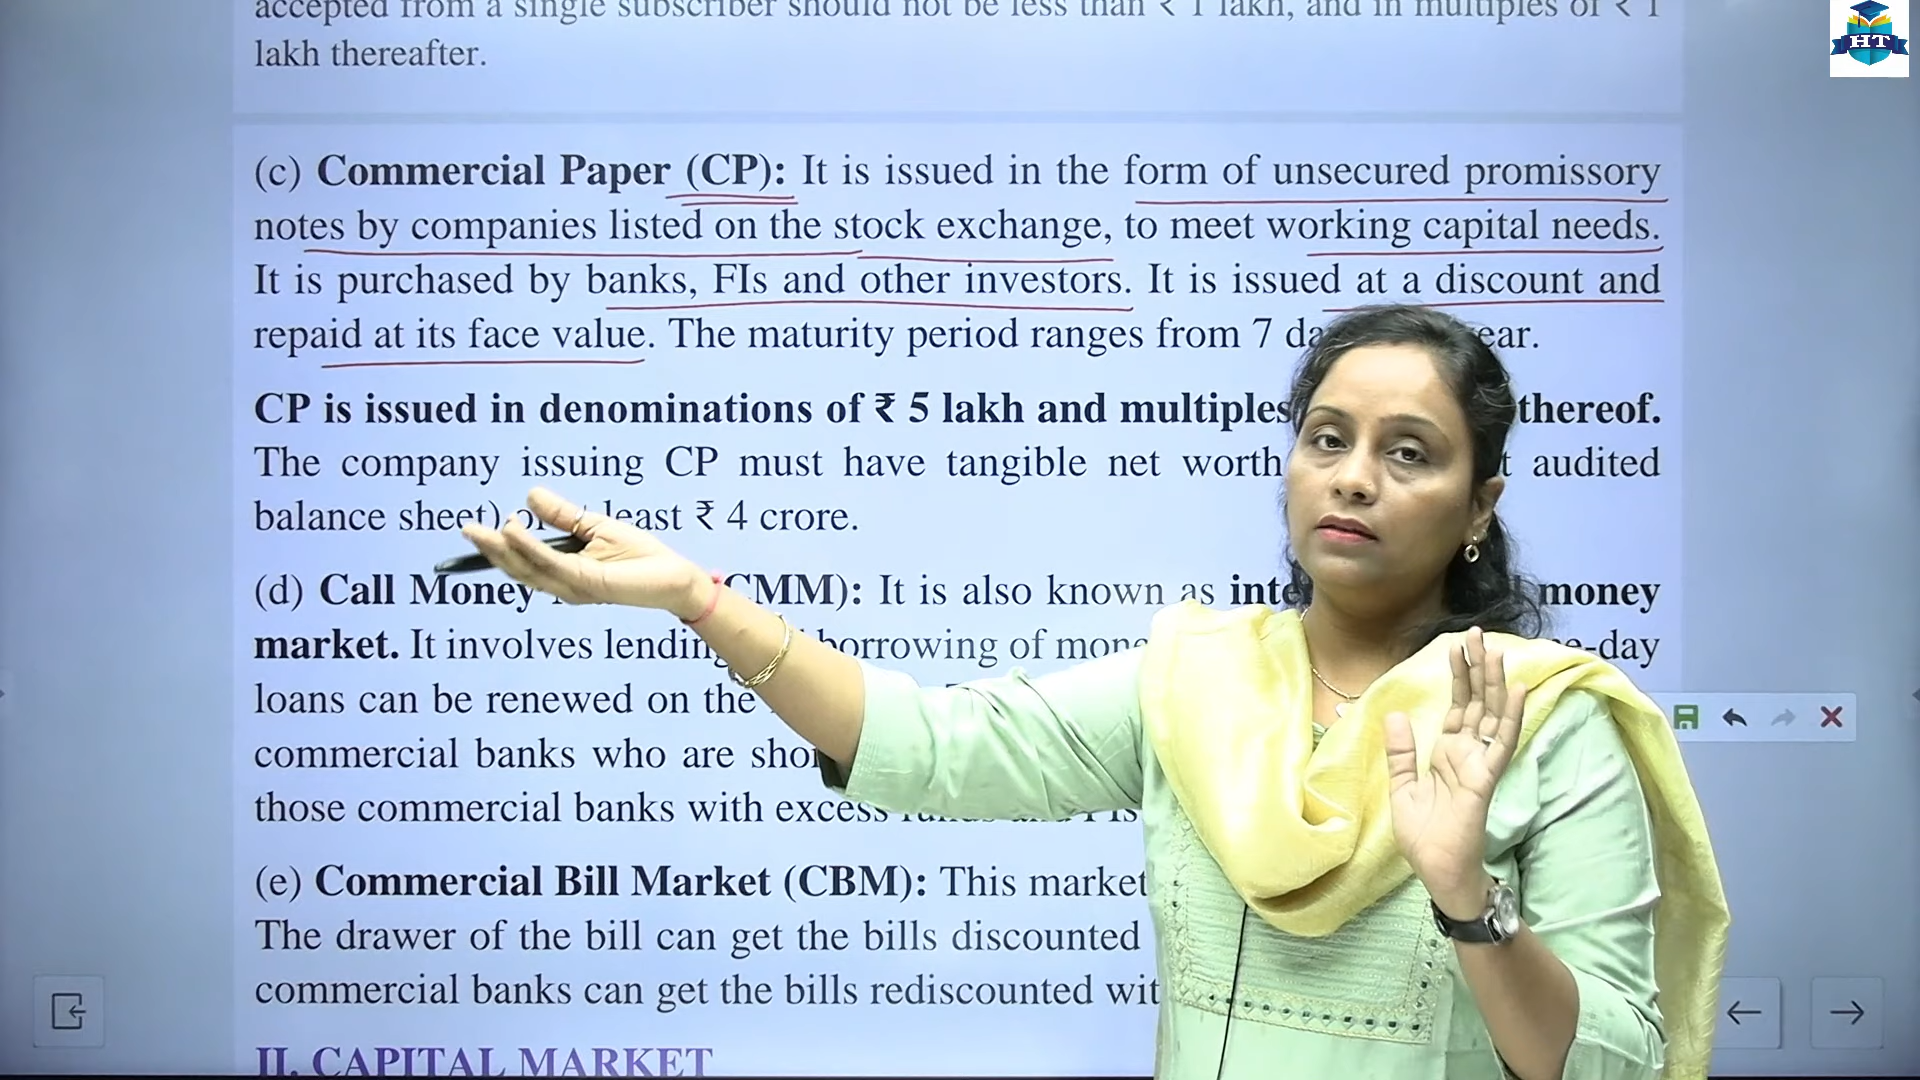 accepted from a single subscriber should not be less than ₹ 1 lakh, and in multiples of ₹ 1
lakh thereafter.
HT
(c) Commercial Paper (CP): It is issued in the form of unsecured promissory
notes by companies listed on the stock exchange, to meet working capital needs.
It is purchased by banks, FIs and other investors. It is issued at a discount and
repaid at its face value. The maturity period ranges from 7
CP is issued in denominations of ₹ 5 lakh and multiples thereof.
The company issuing CP must have tangible net worth audited
balance sheet) least ₹ 4 crore.
(d) Call Money (CMM): It is also known as money
market. It involves lending borrowing of
loans can be renewed on the
commercial banks who are
those commercial banks with excess
(e) Commercial Bill Market (CBM): This market
The drawer of the bill can get the bills discounted
commercial banks can get the bills rediscounted
II. CAPITAL MARKET